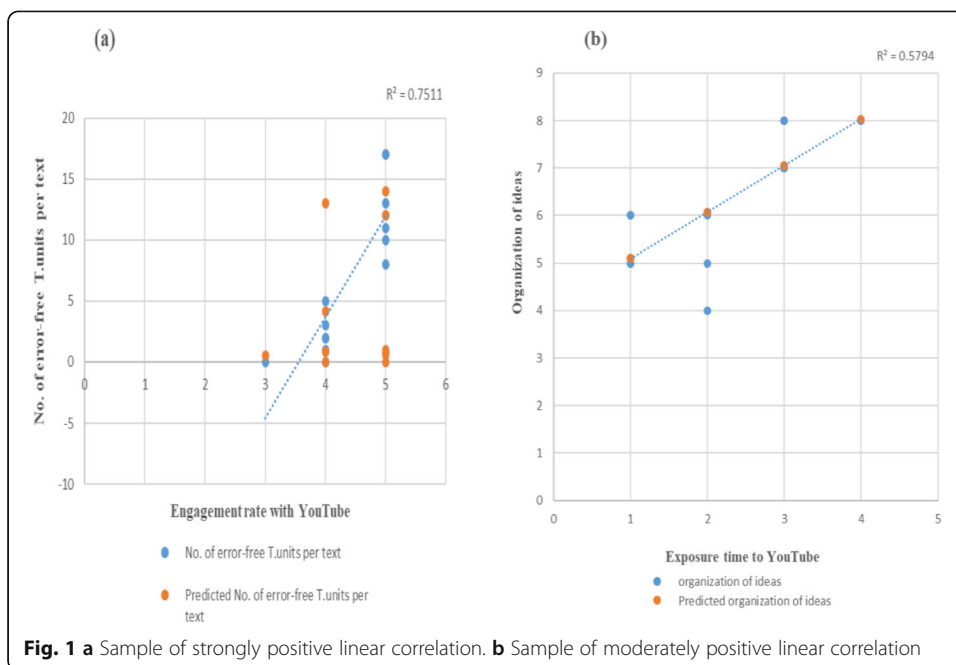 (a)
R² = 0.7511
20
15
10
5
0
-5
-10
0 1 2 3 4 5 6
No. of error-free T.units per text
Engagement rate with YouTube
No. of error-free T.units per text
Predicted No. of error-free T.units per
text
(b)
R² = 0.5794
9
8
7
6
5
4
3
2
1
0
0 1 2 3 4 5
Organization of ideas
Exposure time to YouTube
organization of ideas
Predicted organization of ideas
Fig. 1 a Sample of strongly positive linear correlation. b Sample of moderately positive linear correlation